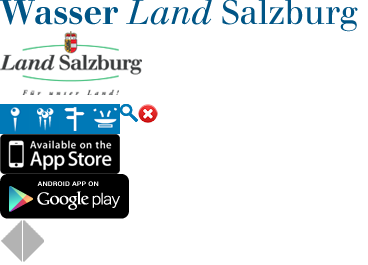 Wasser Land Salzburg
Land Salzburg
Für unser Land!
Available on the
App Store
ANDROID APP ON
Google play